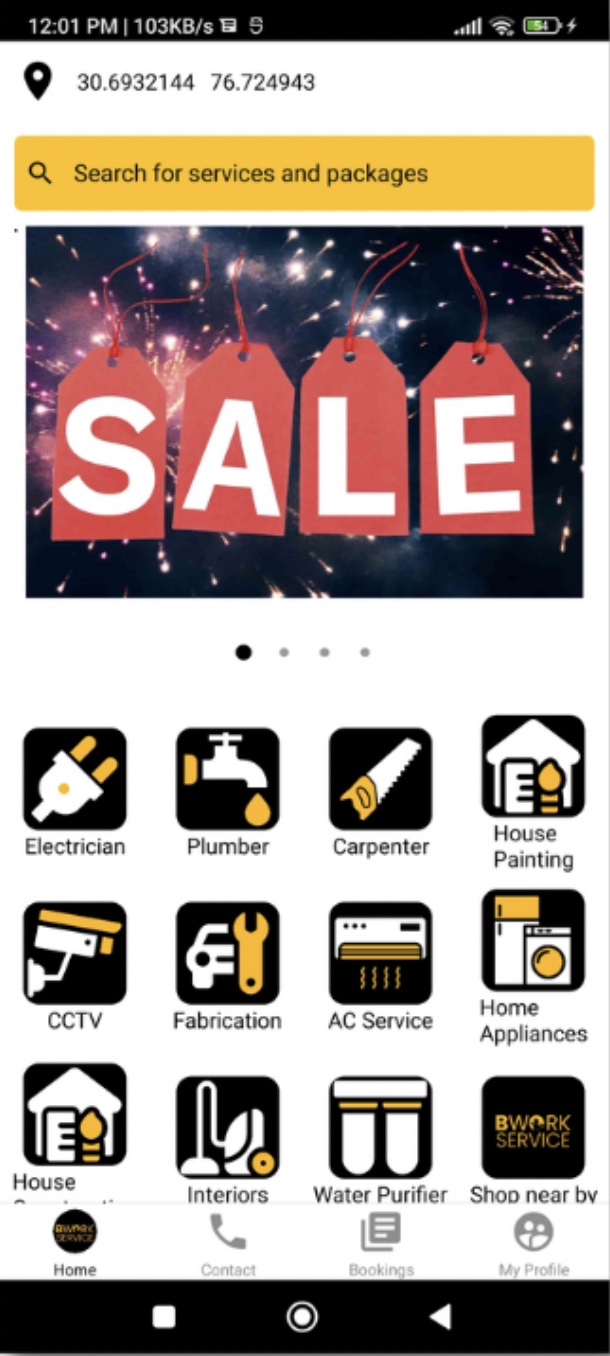 12:01 PM | 103KB/s
54
30.6932144 76.724943
Search for services and packages
SALE
Electrician
Plumber
Carpenter
House
Painting
CCTV
Fabrication
AC Service
Home
Appliances
BWORK
SERVICE
House
Interiors
Water Purifier
Shop near by
BWORK
SERVICE
Home
Contact
Bookings
My Profile